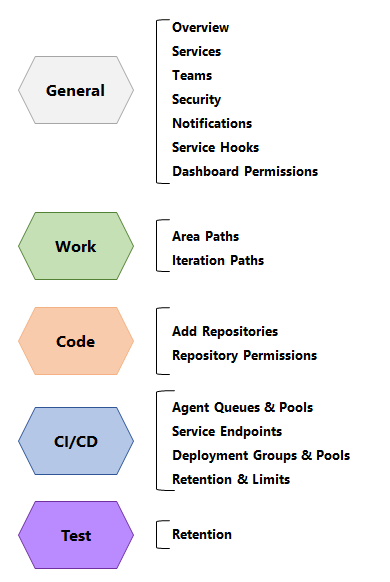 General
Overview
Services
Teams
Security
Notifications
Service Hooks
Dashboard Permissions
Work
Area Paths
Iteration Paths
Code
Add Repositories
Repository Permissions
CI/CD
Agent Queues & Pools
Service Endpoints
Deployment Groups & Pools
Retention & Limits
Test
Retention